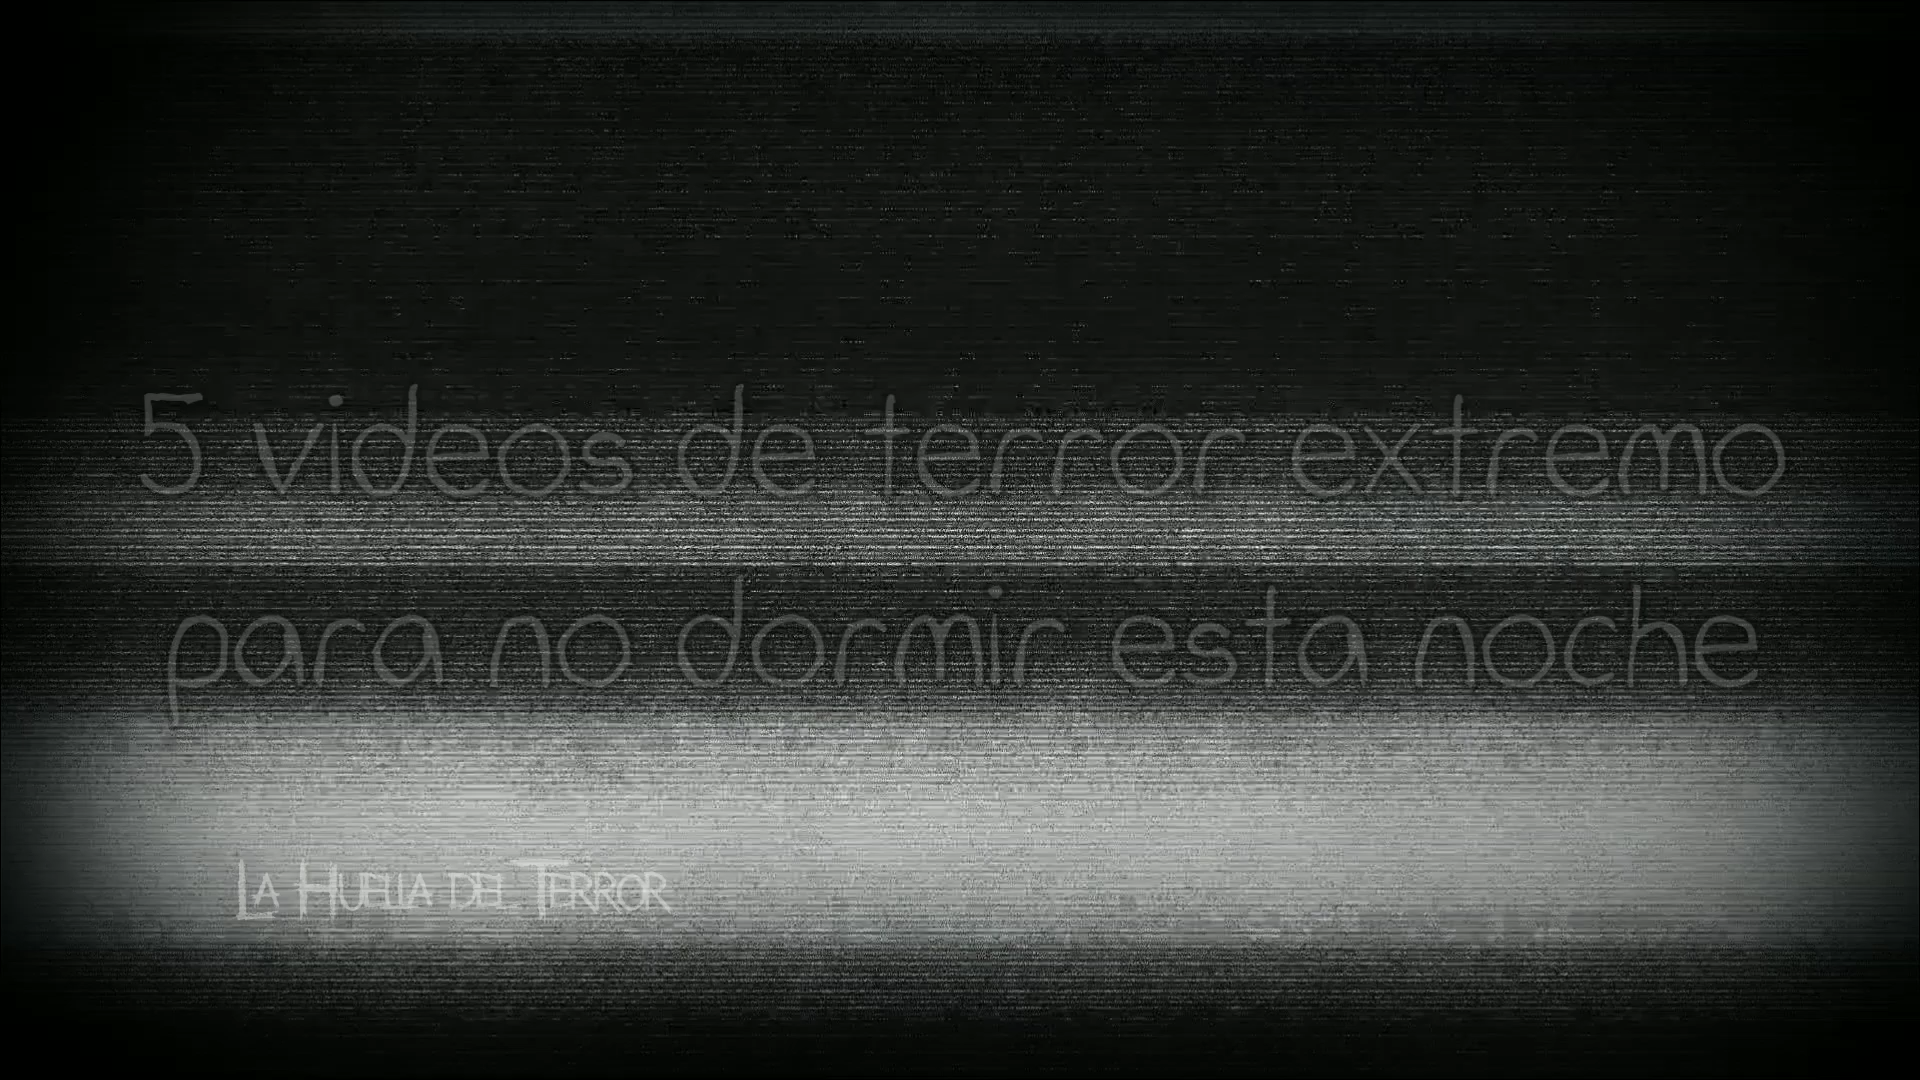 5 videos de terror extremo
para no dormir esta noche
La Huella del Terror